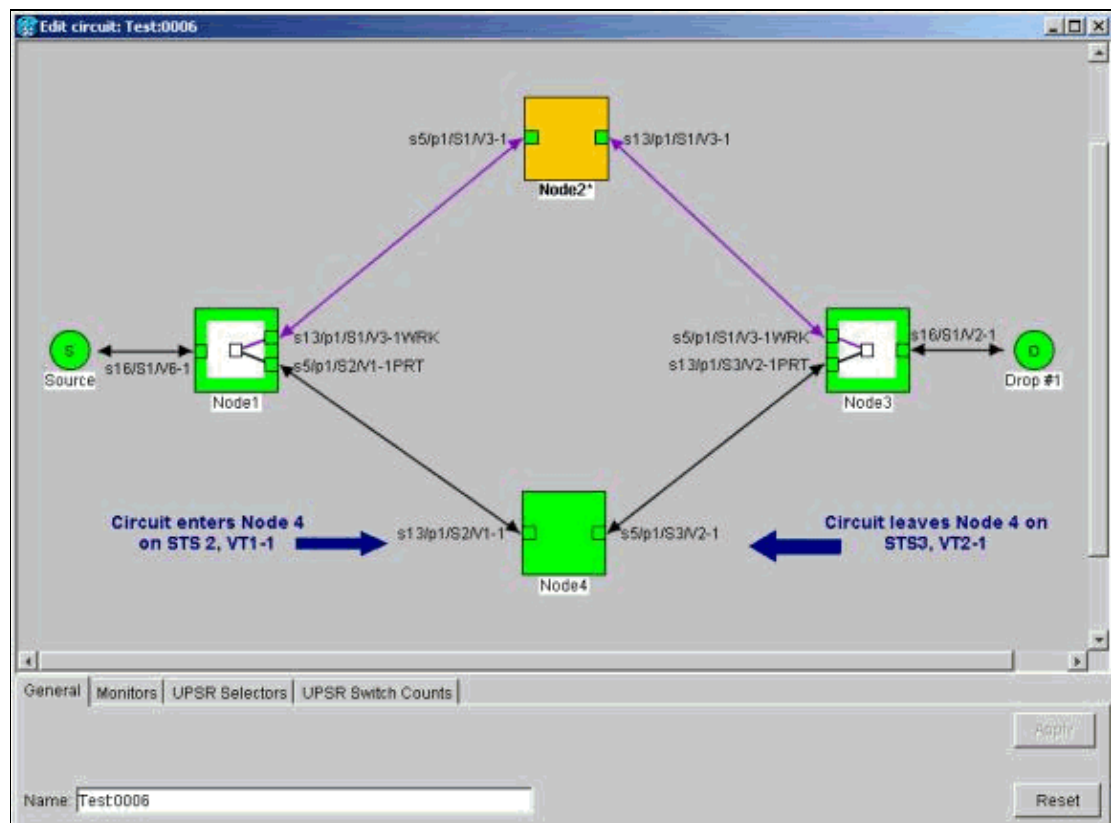 Edit circuit: Test:0006
s5/p1/S1/V3-1
s13/p1/S1/V3-1
Node2*
s13/p1/S1/V3-1WRK
s5/p1/S1/V3-1WRK
S
s16/S1/V6-1
s16/S1/V2-1
D
Source
s5/p1/S2/V1-1PRT
s13/p1/S3/V2-1PRT
Drop #1
Node1
Node3
Circuit enters Node 4
on STS 2, VT1-1
s13/p1/S2/V1-1
s5/p1/S3/V2-1
Circuit leaves Node 4 on
STS3, VT2-1
Node4
General
Monitors
UPSR Selectors
UPSR Switch Counts
Apply
Name: Test:0006
Reset